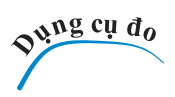 Dụng cụ đo